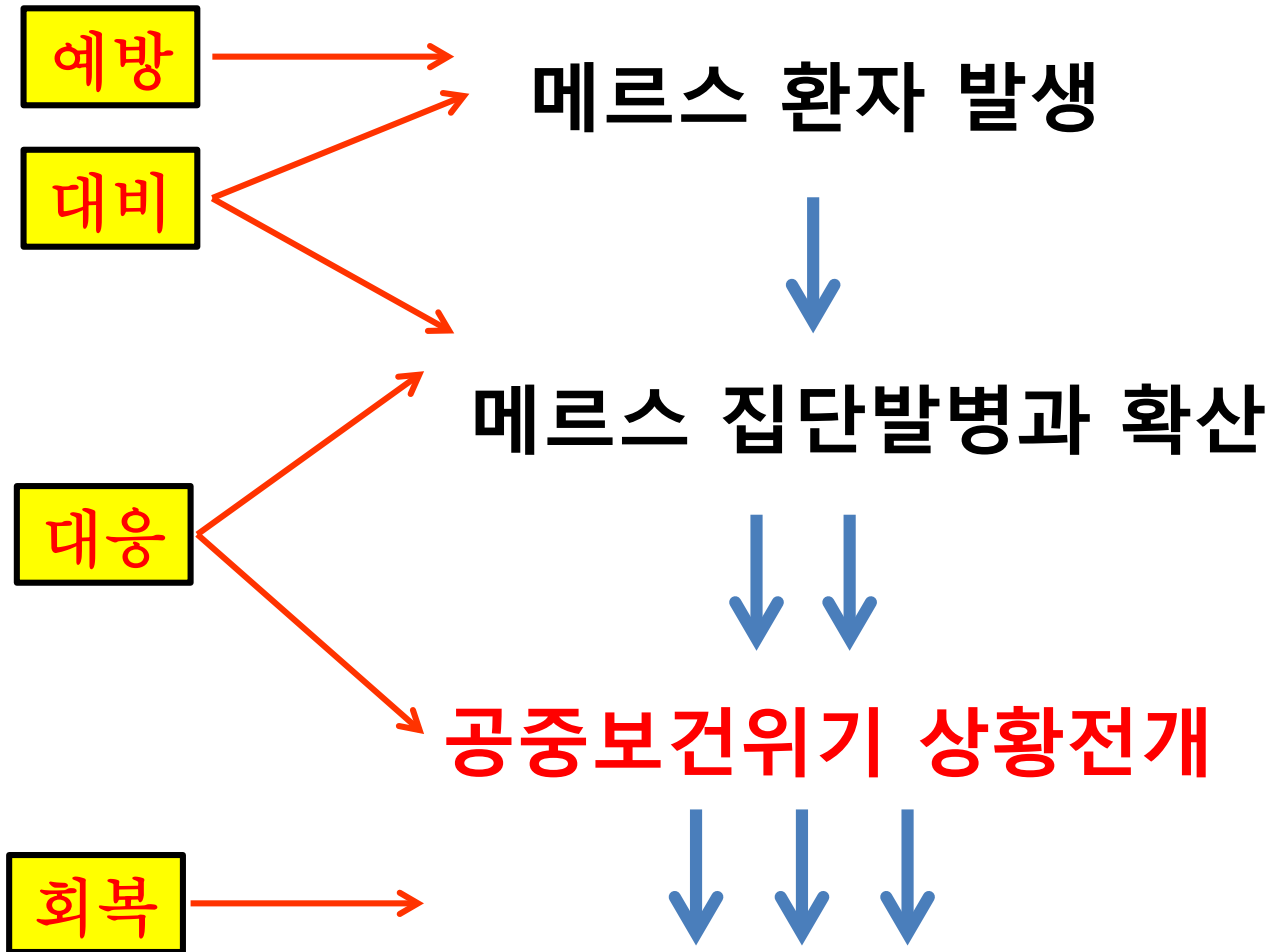 예방
메르스 환자 발생
대비
메르스 집단발병과 확산
대응
공중보건위기 상황전개
회복